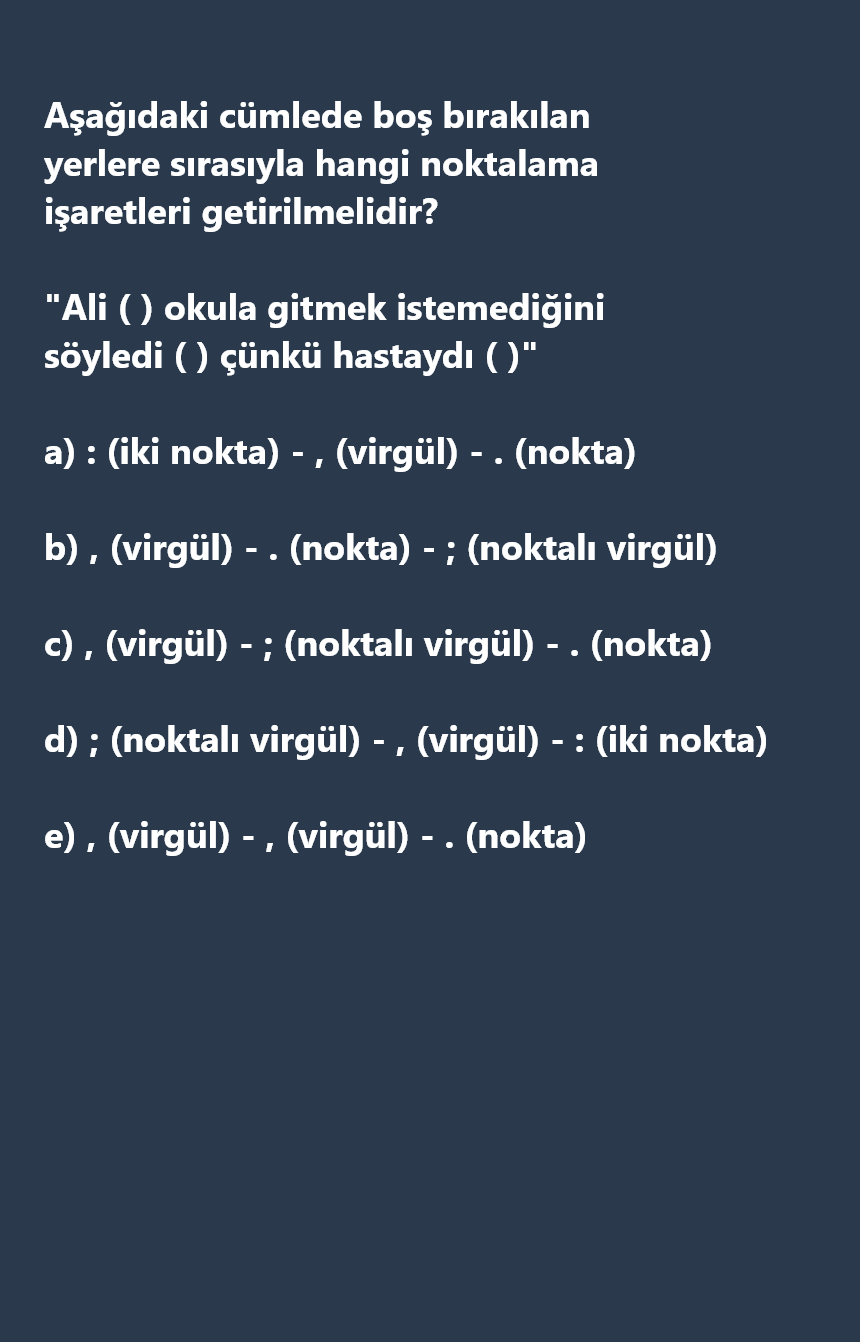 Aşağıdaki cümlede boş bırakılan
yerlere sırasıyla hangi noktalama
işaretleri getirilmelidir?
"Ali ( ) okula gitmek istemediğini
söyledi ( ) çünkü hastaydı ( )"
a) : (iki nokta) - , (virgül) - . (nokta)
b) , (virgül) - . (nokta) - ; (noktalı virgül)
c) , (virgül) - ; (noktalı virgül) - . (nokta)
d) ; (noktalı virgül) - , (virgül) - : (iki nokta)
e) , (virgül) - , (virgül) - . (nokta)